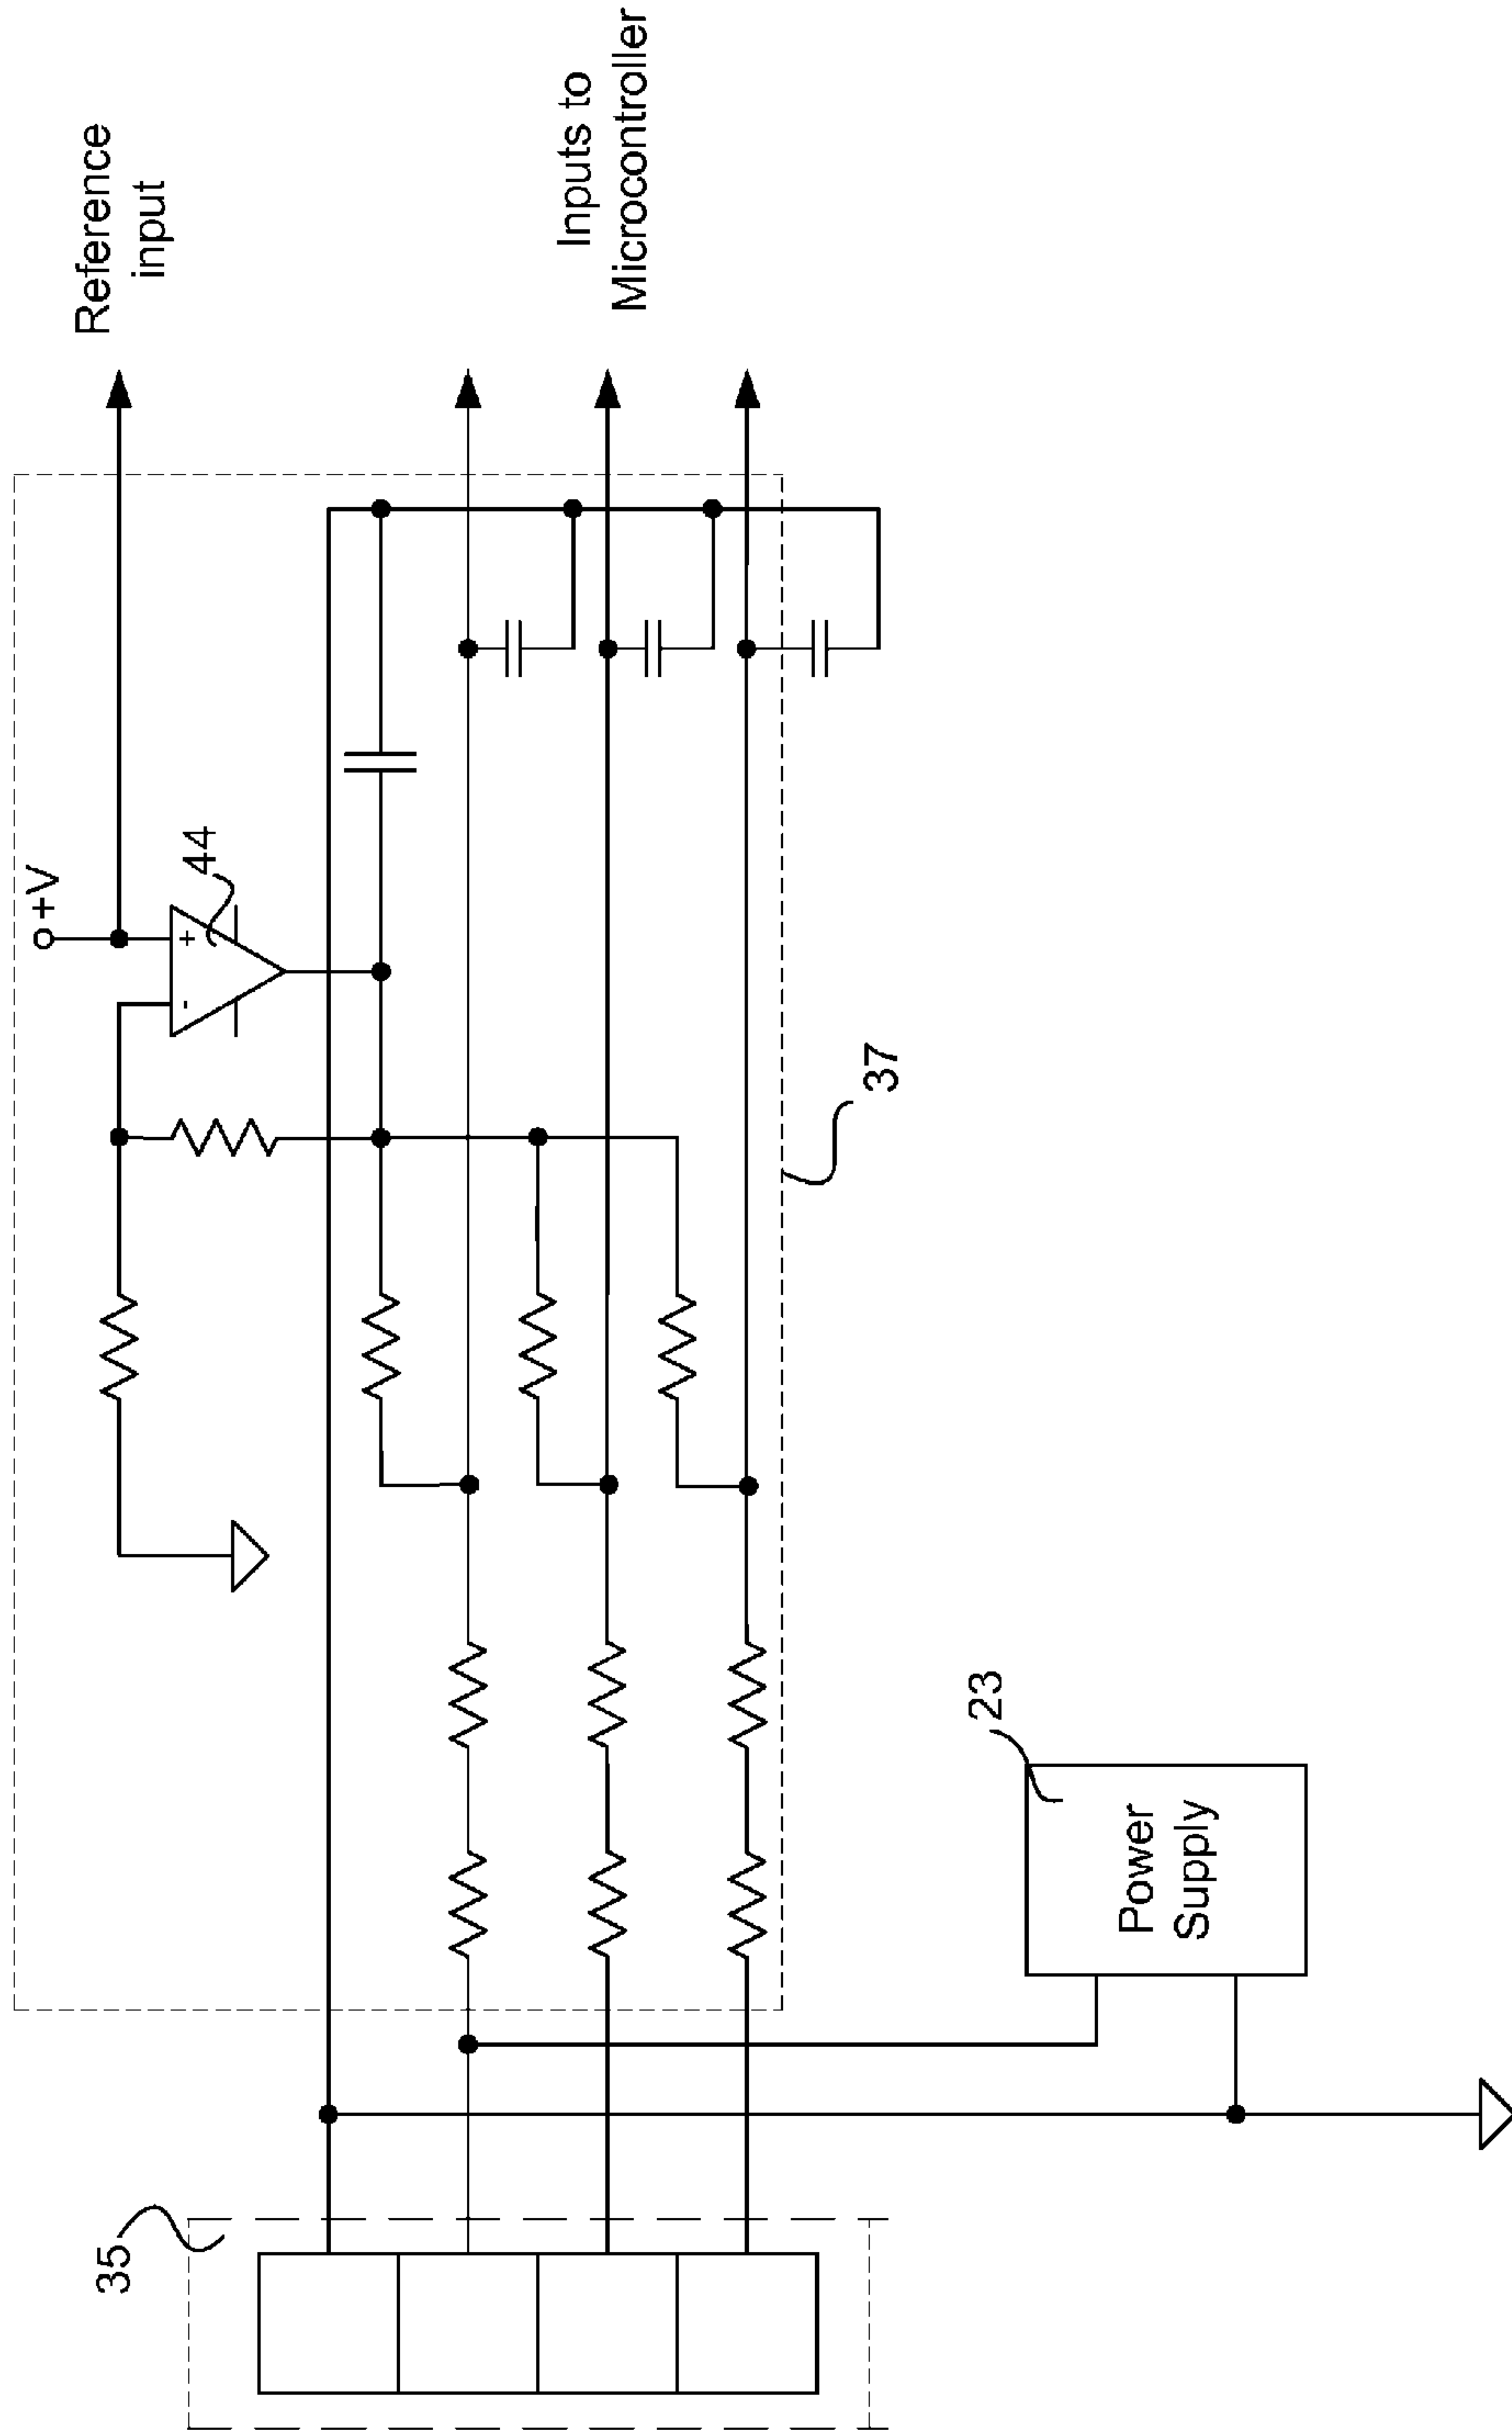 Reference
input
Inputs to
Microcontroller
+V
44
+
-
37
23
Power
Supply
35